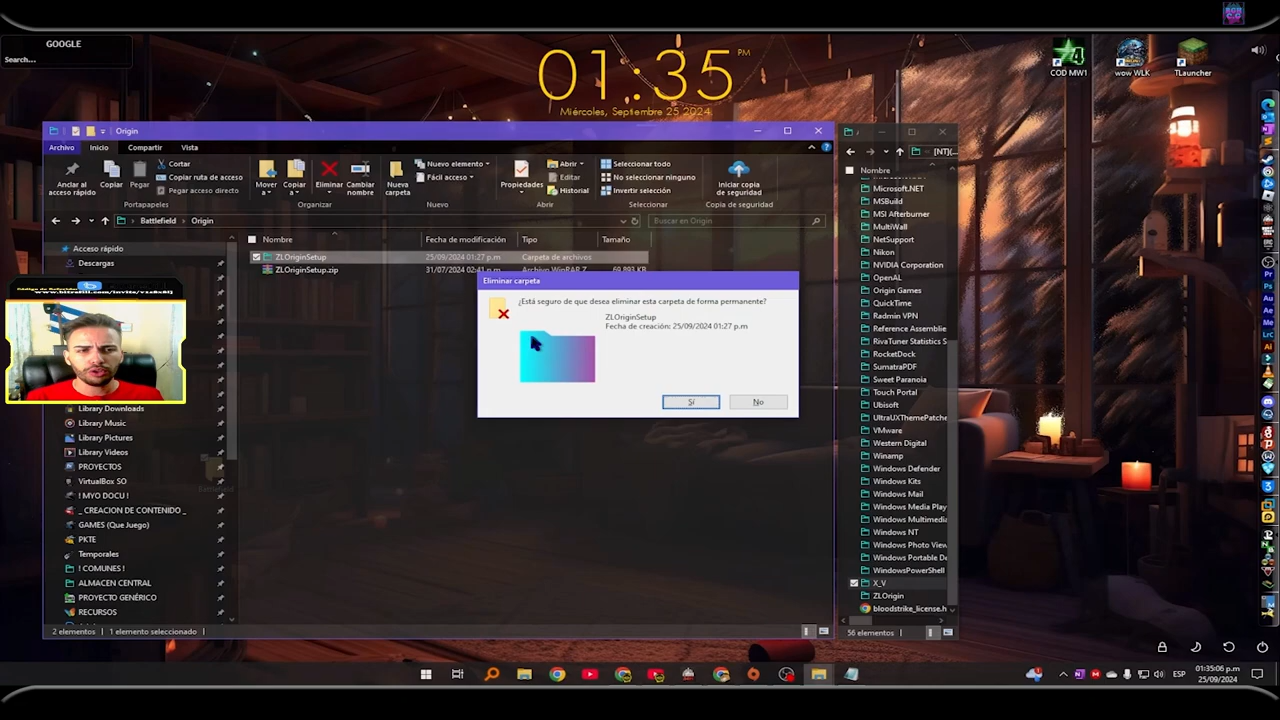 GOOGLE
Search...
01:35 PM
Miércoles, Septiembre 25 2024
COD MW1
wow WLK
TLauncher
Origin
Archivo
Inicio
Compartir
Vista
Anclar al acceso rápido
Copiar
Pegar
Cortar
Copiar ruta de acceso
Pegar acceso directo
Portapapeles
Mover a
Copiar a
Eliminar
Cambiar nombre
Organizar
Nueva carpeta
Nuevo elemento
Fácil acceso
Nuevo
Propiedades
Abrir
Editar
Historial
Abrir
Seleccionar todo
No seleccionar ninguno
Invertir selección
Seleccionar
Iniciar copia de seguridad
Copia de seguridad
Battlefield
Origin
Buscar en Origin
Nombre
Fecha de modificación
Tipo
Tamaño
ZLOriginSetup
25/09/2024 01:27 p.m.
Carpeta de archivos
ZLOriginSetup.zip
31/07/2024 02:41 p.m.
Archivo WinRAR Z...
69.893 KB
Acceso rápido
Descargas
Library Downloads
Library Music
Library Pictures
Library Videos
PROYECTOS
VirtualBox SO
! MYO DOCU !
_ CREACION DE CONTENIDO _
GAMES (Que Juego)
PKTE
Temporales
! COMUNES !
ALMACEN CENTRAL
PROYECTO GENÉRICO
RECURSOS
2 elementos
1 elemento seleccionado
Eliminar carpeta
¿Está seguro de que desea eliminar esta carpeta de forma permanente?
ZLOriginSetup
Fecha de creación: 25/09/2024 01:27 p.m
Sí
No
Nombre
Microsoft.NET
MSBuild
MSI Afterburner
MultiWall
NetSupport
Nikon
NVIDIA Corporation
OpenAL
Origin Games
QuickTime
Radmin VPN
Reference Assemblie
RivaTuner Statistics S
RocketDock
SumatraPDF
Sweet Paranoia
Touch Portal
Ubisoft
UltraUXThemePatche
VMware
Western Digital
Winamp
Windows Defender
Windows Kits
Windows Mail
Windows Media Play
Windows Multimedia
Windows NT
Windows Photo View
Windows Portable De
WindowsPowerShell
X_V
ZLOrigin
bloodstrike_license.h
56 elementos
ESP
01:35:06 p.m.
25/09/2024